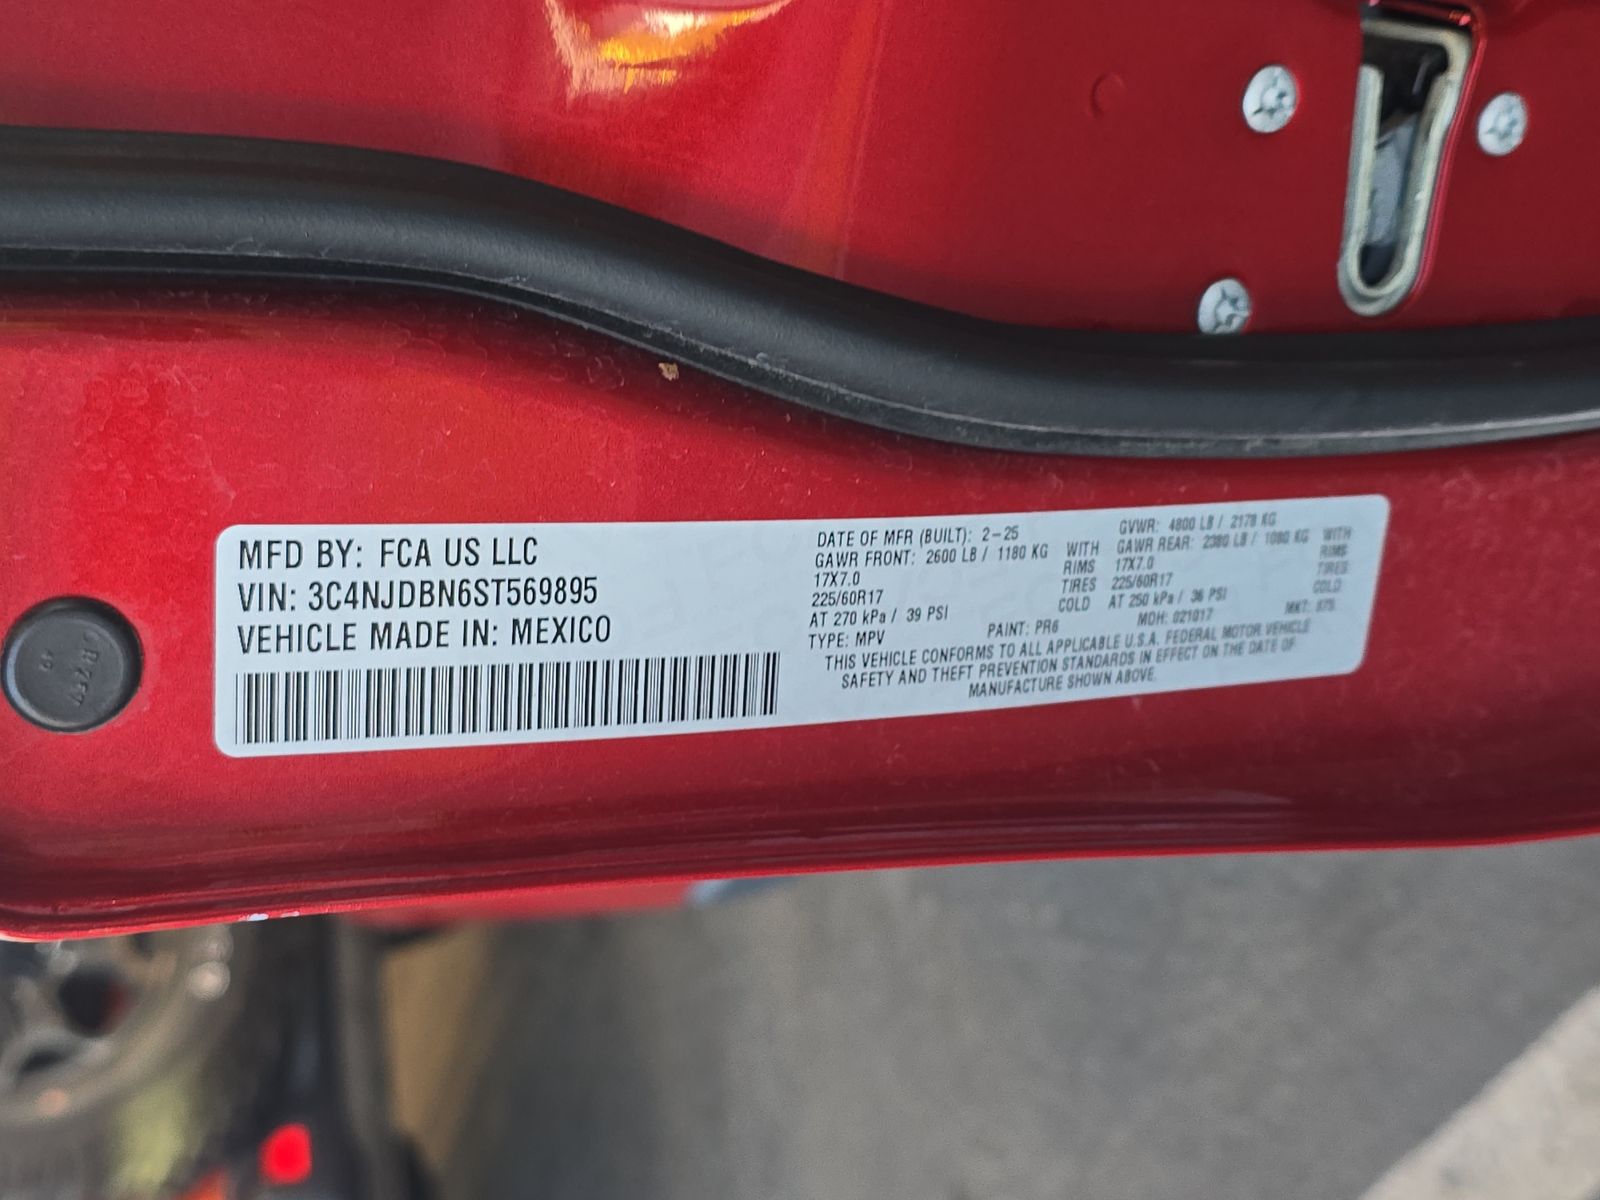 MFD BY: FCA US LLC
VIN: 3C4NJDBN6ST569895
VEHICLE MADE IN: MEXICO
DATE OF MFR (BUILT): 2-25 GVWR: 4800 LB / 2178 KG
GAWR FRONT: 2600 LB / 1180 KG WITH GAWR REAR: 2380 LB / 1080 KG WITH
17X7.0 RIMS 17X7.0 RIMS
225/60R17 TIRES 225/60R17 TIRES
AT 270 kPa / 39 PSI COLD AT 250 kPa / 36 PSI COLD
TYPE: MPV PAINT: PR6 MDH: 021017 MKT:
THIS VEHICLE CONFORMS TO ALL APPLICABLE U.S.A. FEDERAL MOTOR VEHICLE
SAFETY AND THEFT PREVENTION STANDARDS IN EFFECT ON THE DATE OF
MANUFACTURE SHOWN ABOVE.